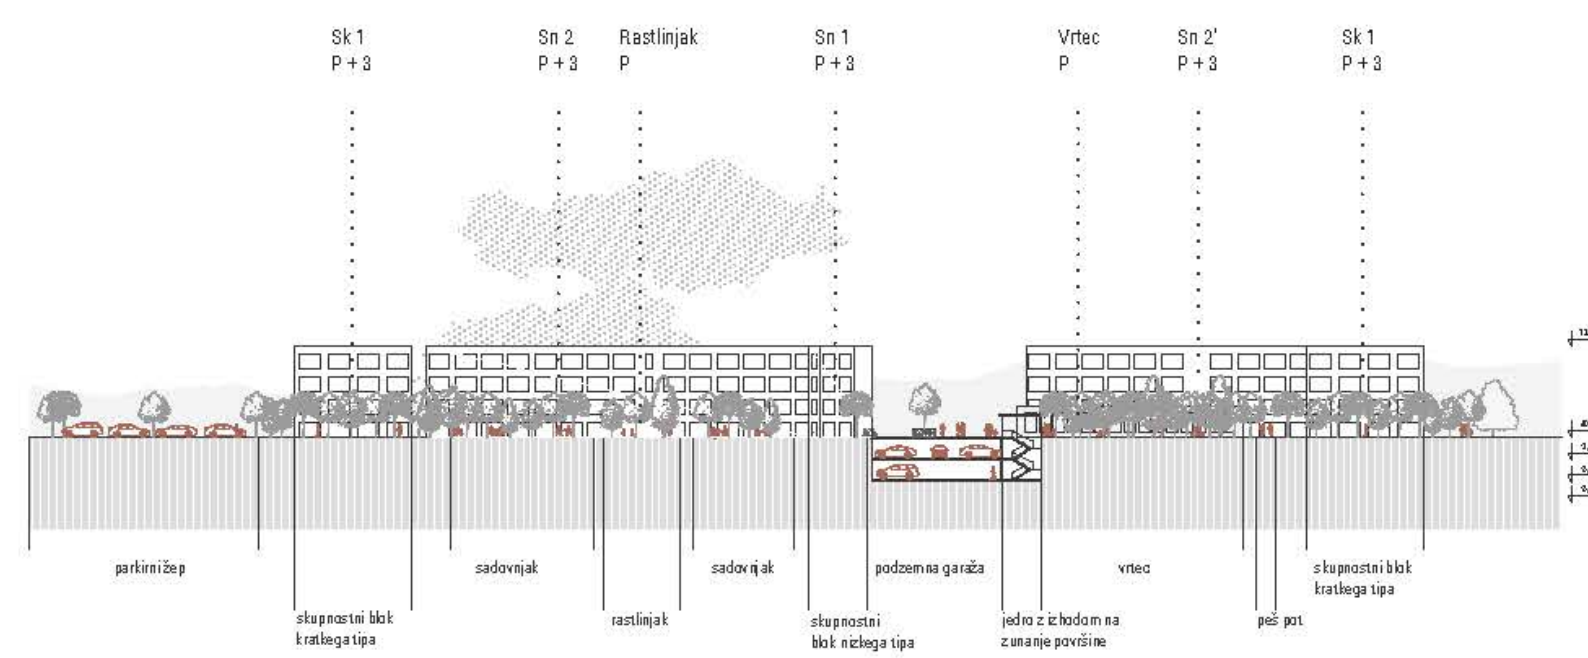 Sk 1
P + 3
Sn 2
P + 3
Rastlinjak
P
Sn 1
P + 3
Vrtec
P
Sn 2'
P + 3
Sk 1
P + 3
parkirni žep
skupnostni blok
kratkega tipa
sadovnjak
rastlinjak
sadovnjak
skupnostni
blok nizkega tipa
podzemna garaža
jedro z izhodom na
zunanje površine
vrtec
peš pot
skupnostni blok
kratkega tipa